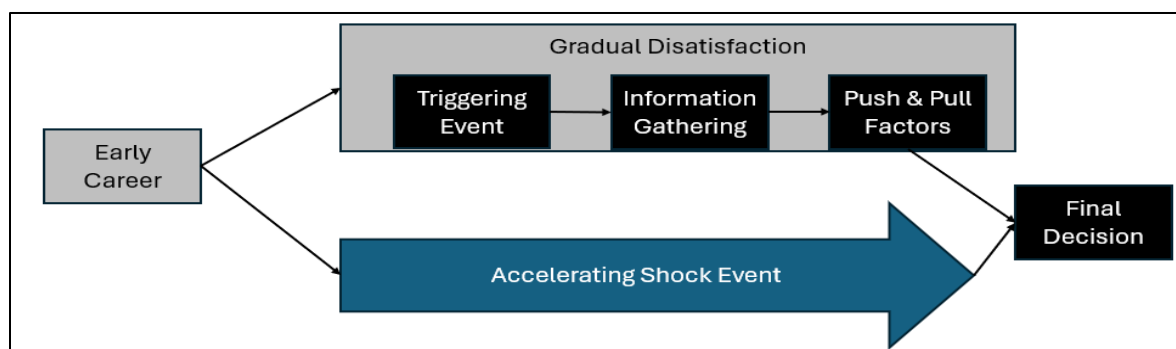 Gradual Disatisfaction
Triggering
Event
Information
Gathering
Push & Pull
Factors
Early
Career
Final
Decision
Accelerating Shock Event